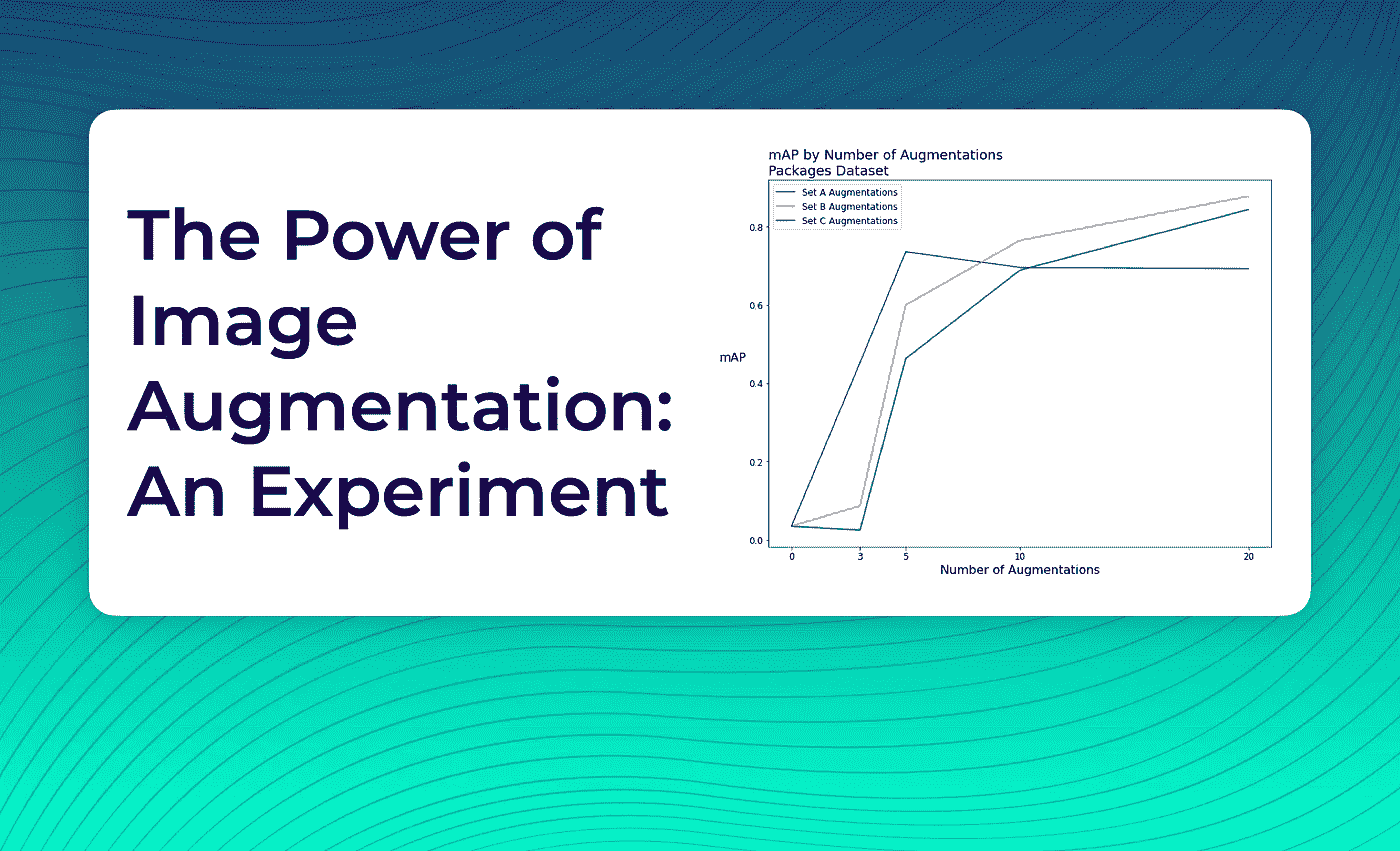 The Power of
Image
Augmentation:
An Experiment
mAP by Number of Augmentations
Packages Dataset
Set A Augmentations
Set B Augmentations
Set C Augmentations
0.8
0.6
mAP
0.4
0.2
0.0
0 3 5 10 20
Number of Augmentations